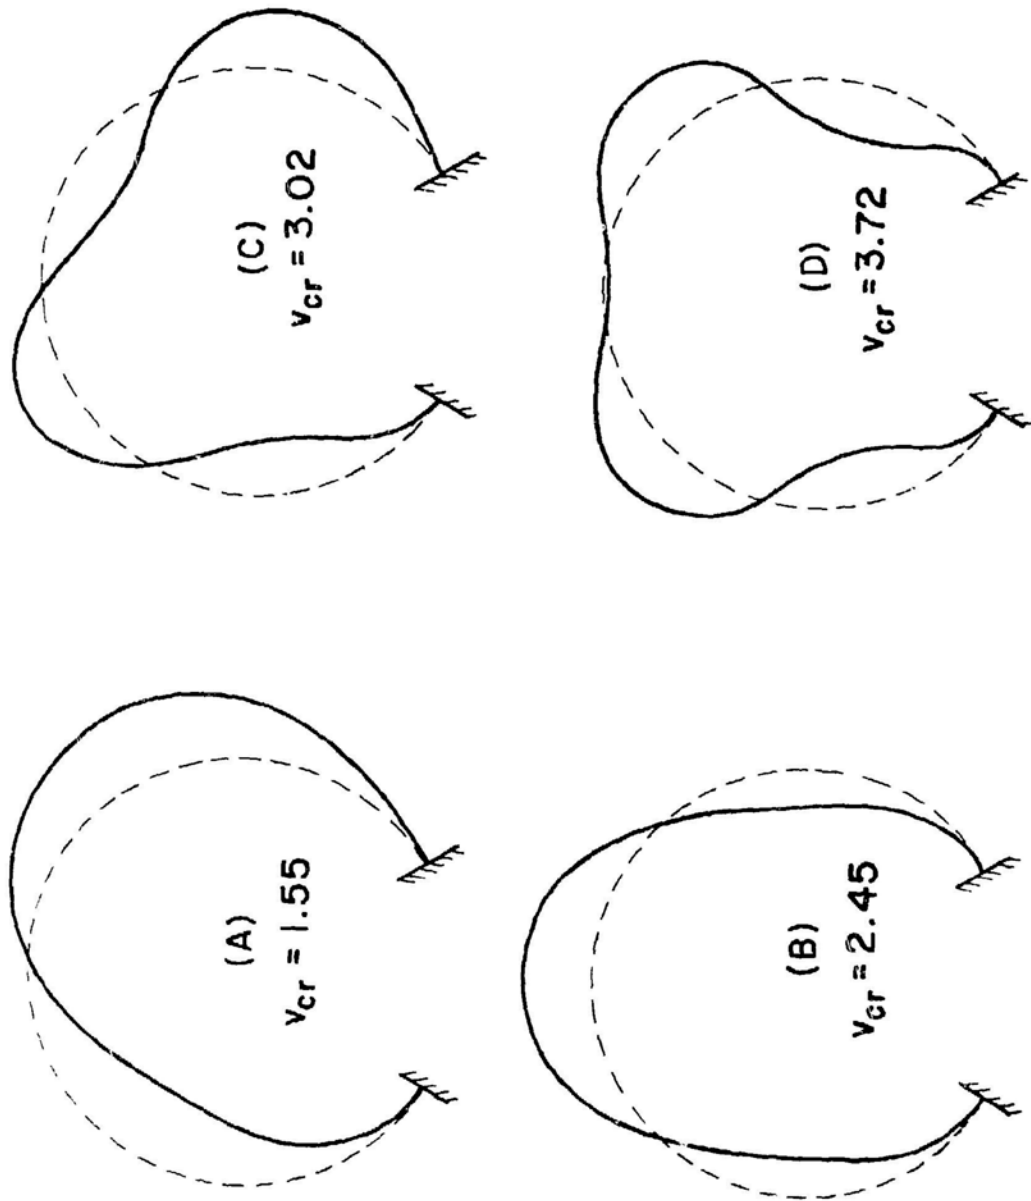 (A)
Vcr = 1.55
(B)
Vcr = 2.45
(C)
Vcr = 3.02
(D)
Vcr = 3.72